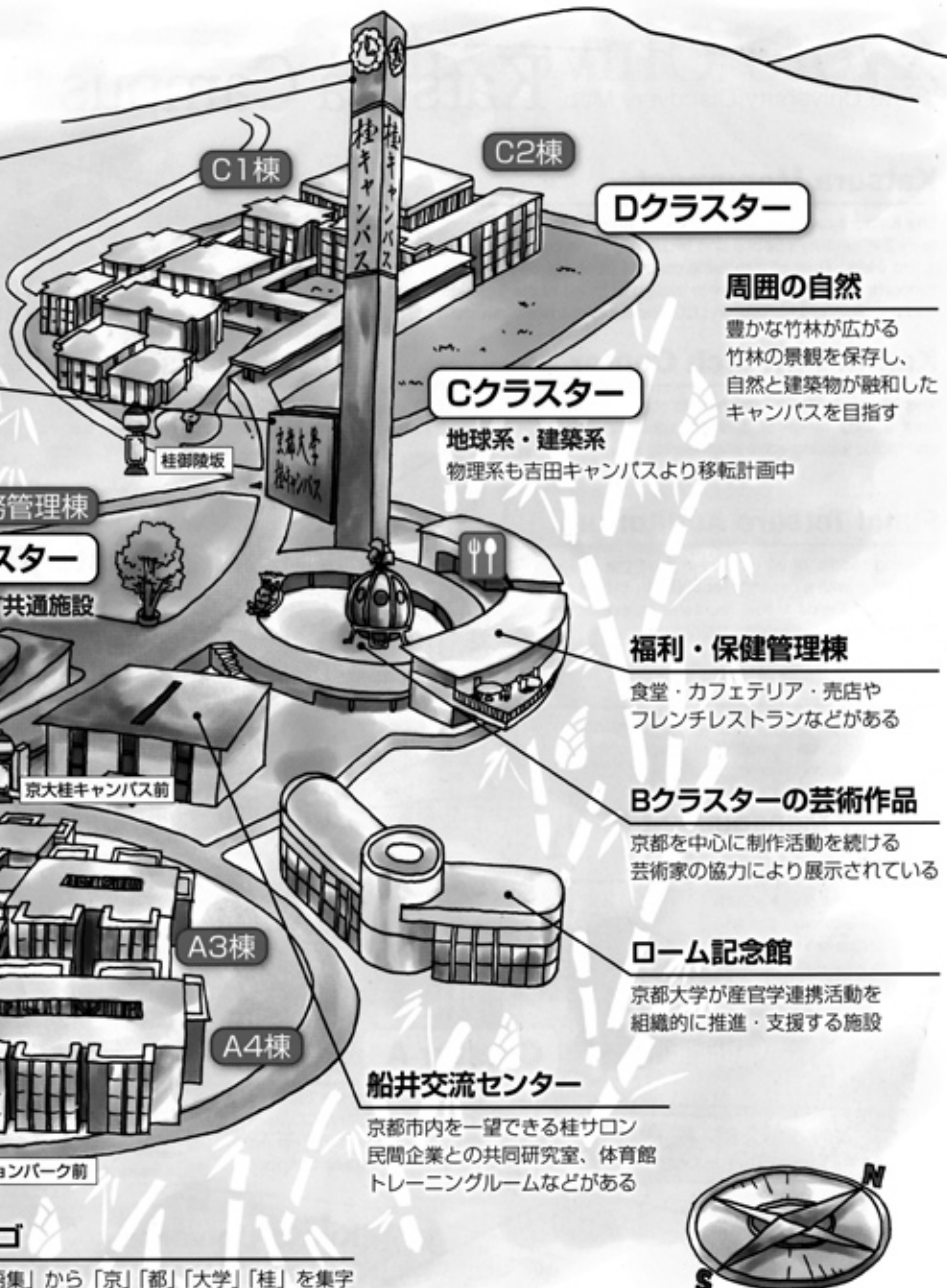 C1棟
C2棟
Dクラスター
桂キャンパス
桂キャンパス
周囲の自然
豊かな竹林が広がる
竹林の景観を保存し、
自然と建築物が融和した
キャンパスを目指す
Cクラスター
地球系・建築系
物理系も吉田キャンパスより移転計画中
桂御陵坂
京都大學
桂キャンパス
務管理棟
スター
共通施設
福利・保健管理棟
食堂・カフェテリア・売店や
フレンチレストランなどがある
京大桂キャンパス前
Bクラスターの芸術作品
京都を中心に制作活動を続ける
芸術家の協力により展示されている
A3棟
ローム記念館
京都大学が産官学連携活動を
組織的に推進・支援する施設
A4棟
船井交流センター
京都市内を一望できる桂サロン
民間企業との共同研究室、体育館
トレーニングルームなどがある
ョンパーク前
N
S
ゴ
集」から「京」「都」「大学」「桂」を集字